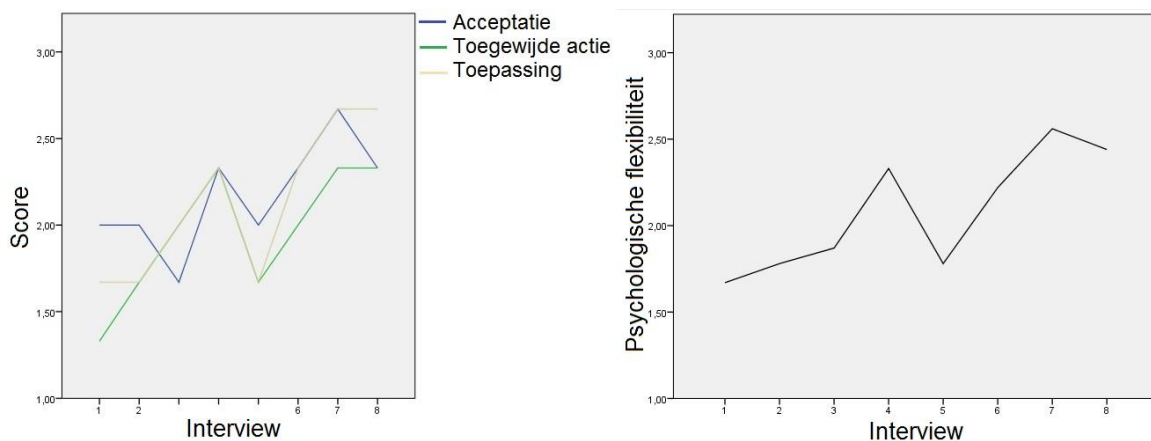 Acceptatie
Toegewijde actie
Toepassing
3,00
2,50
2,00
1,50
1,00
Score
1 2 6 7 8
Interview
3,00
2,50
2,00
1,50
1,00
Psychologische flexibiliteit
1 2 3 4 5 6 7 8
Interview